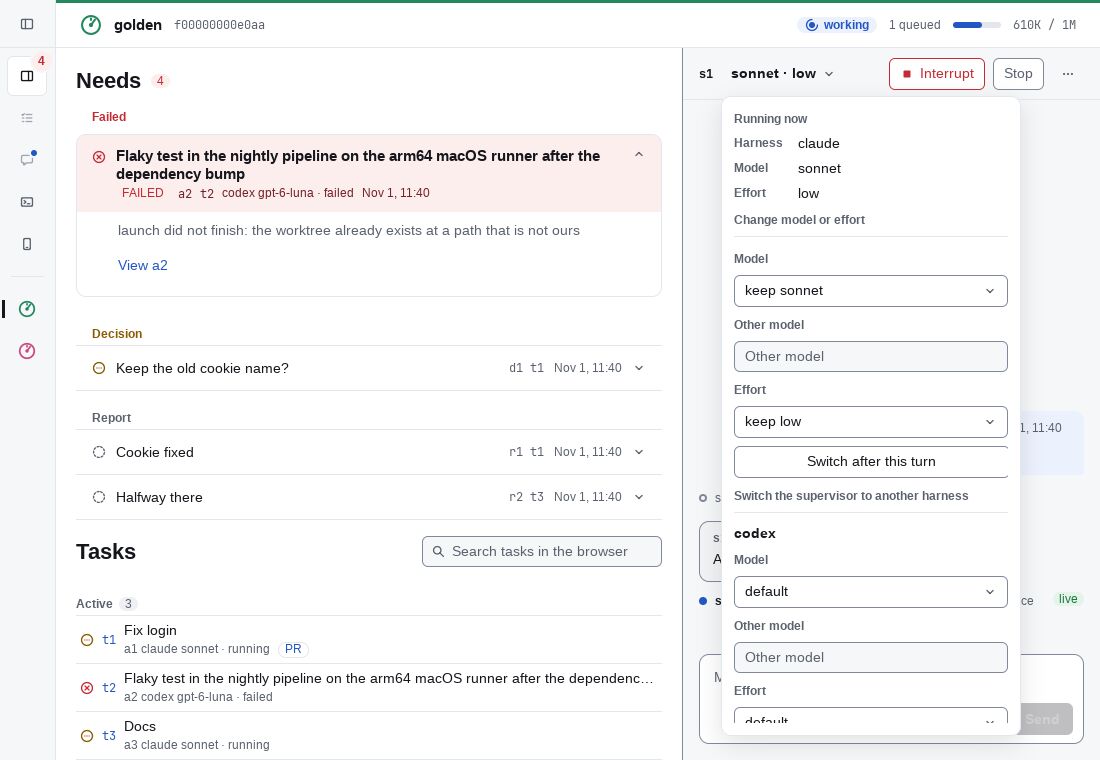 golden f00000000e0aa
working 1 queued 610K / 1M
4
Needs 4
Failed
Flaky test in the nightly pipeline on the arm64 macOS runner after the
dependency bump
FAILED a2 t2 codex gpt-6-luna · failed Nov 1, 11:40
launch did not finish: the worktree already exists at a path that is not ours
View a2
Decision
Keep the old cookie name? d1 t1 Nov 1, 11:40
Report
Cookie fixed r1 t1 Nov 1, 11:40
Halfway there r2 t3 Nov 1, 11:40
Tasks
Search tasks in the browser
Active 3
t1 Fix login
a1 claude sonnet · running PR
t2 Flaky test in the nightly pipeline on the arm64 macOS runner after the dependenc…
a2 codex gpt-6-luna · failed
t3 Docs
a3 claude sonnet · running
s1 sonnet · low
Interrupt
Stop
Running now
Harness claude
Model sonnet
Effort low
Change model or effort
Model
keep sonnet
Other model
Other model
Effort
keep low
Switch after this turn
Switch the supervisor to another harness
codex
Model
default
Other model
Other model
Effort
default
1, 11:40
live
Send